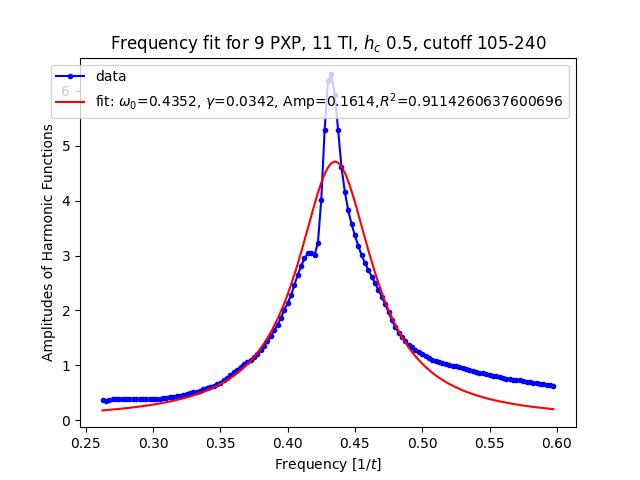 Frequency fit for 9 PXP, 11 TI, h_c 0.5, cutoff 105-240
data
fit: ω₀=0.4352, γ=0.0342, Amp=0.1614,R²=0.9114260637600696
6
5
4
3
2
1
0
Amplitudes of Harmonic Functions
0.25 0.30 0.35 0.40 0.45 0.50 0.55 0.60
Frequency [1/t]